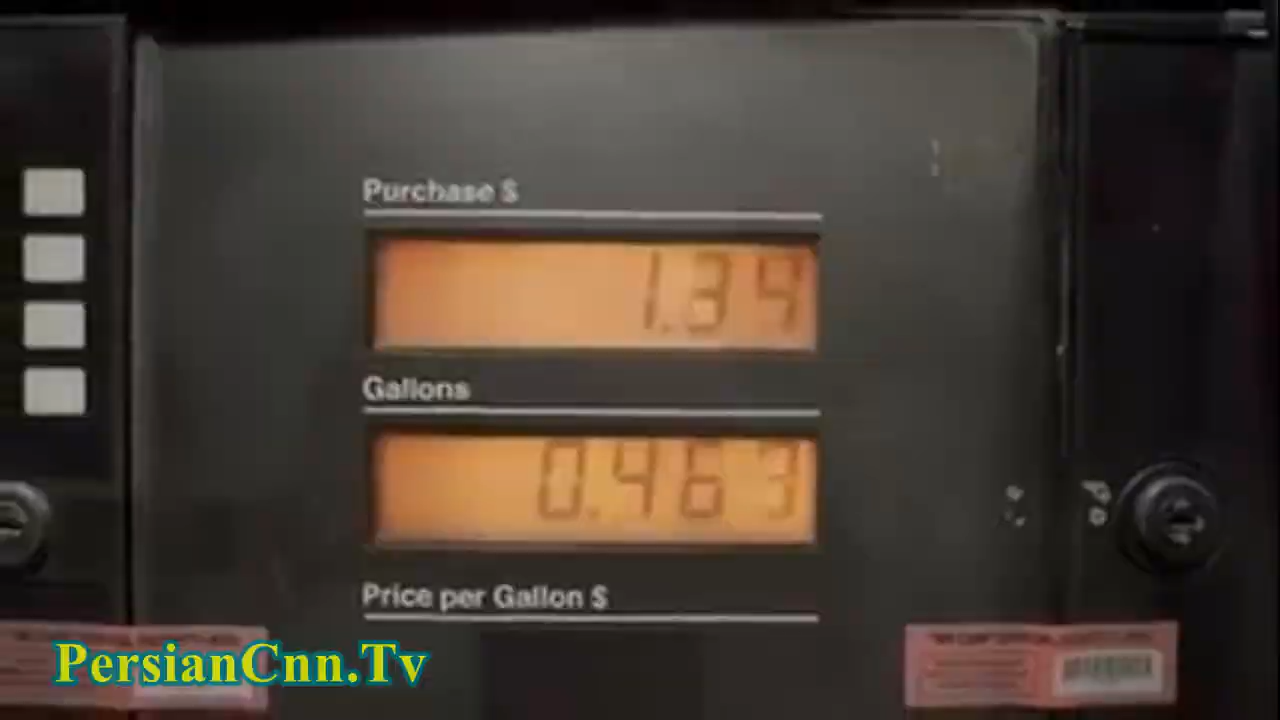 Purchase $
1.34
Gallons
0.463
Price per Gallon $
PersianCnn.Tv